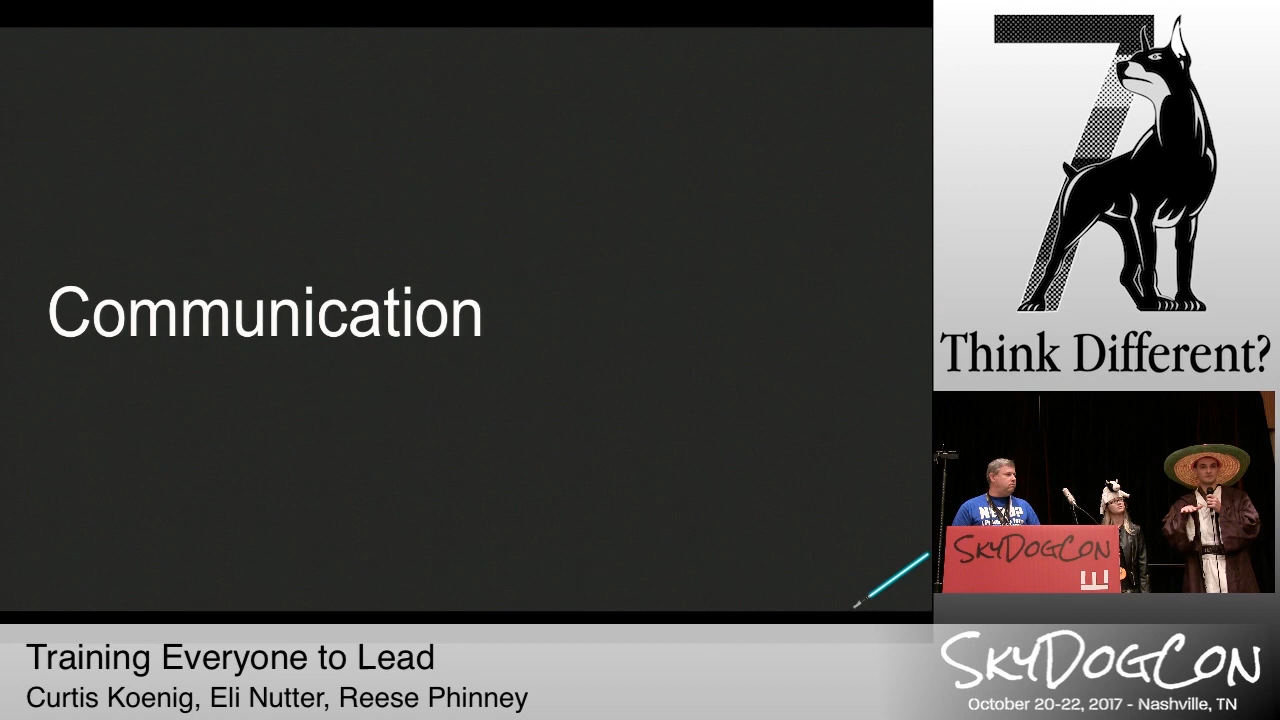 Communication
7
Think Different?
SKYDOGCON
Training Everyone to Lead
Curtis Koenig, Eli Nutter, Reese Phinney
SKYDOGCON
October 20-22, 2017 - Nashville, TN